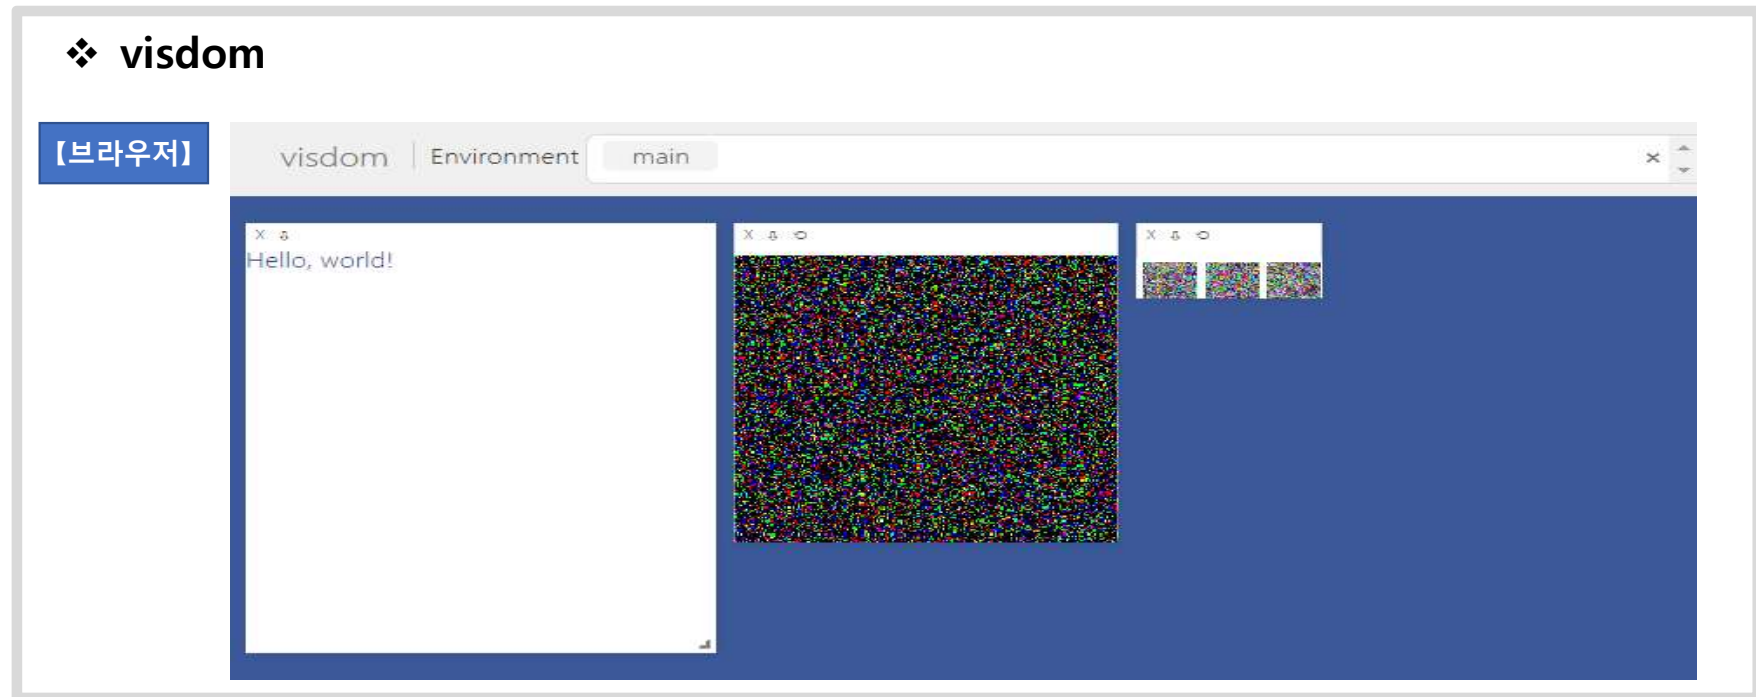 ❖ visdom
【브라우저】
visdom Environment main ×
X
Hello, world!
X
X